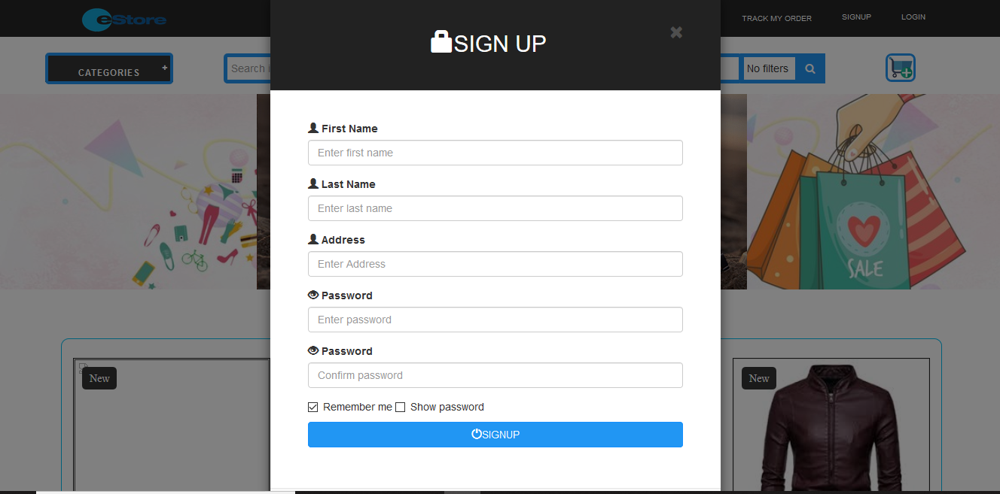 eStore
TRACK MY ORDER
SIGNUP
LOGIN
SIGN UP
CATEGORIES +
Search i
No filters
SALE
First Name
Enter first name
Last Name
Enter last name
Address
Enter Address
Password
Enter password
Password
Confirm password
Remember me Show password
SIGNUP
New
New